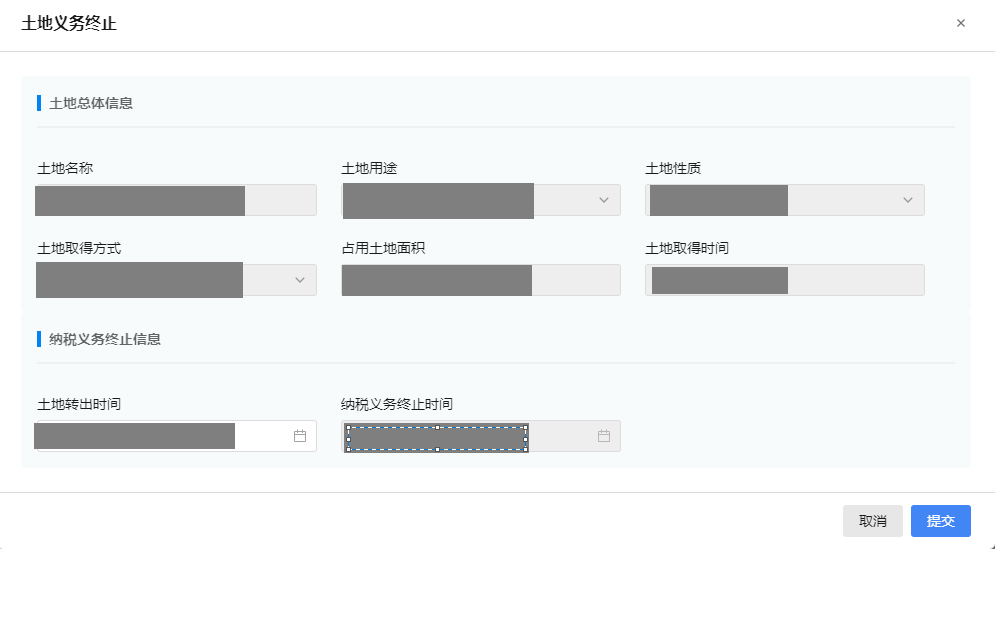 土地义务终止
土地总体信息
土地名称
土地用途
土地性质
土地取得方式
占用土地面积
土地取得时间
纳税义务终止信息
土地转出时间
纳税义务终止时间
取消
提交